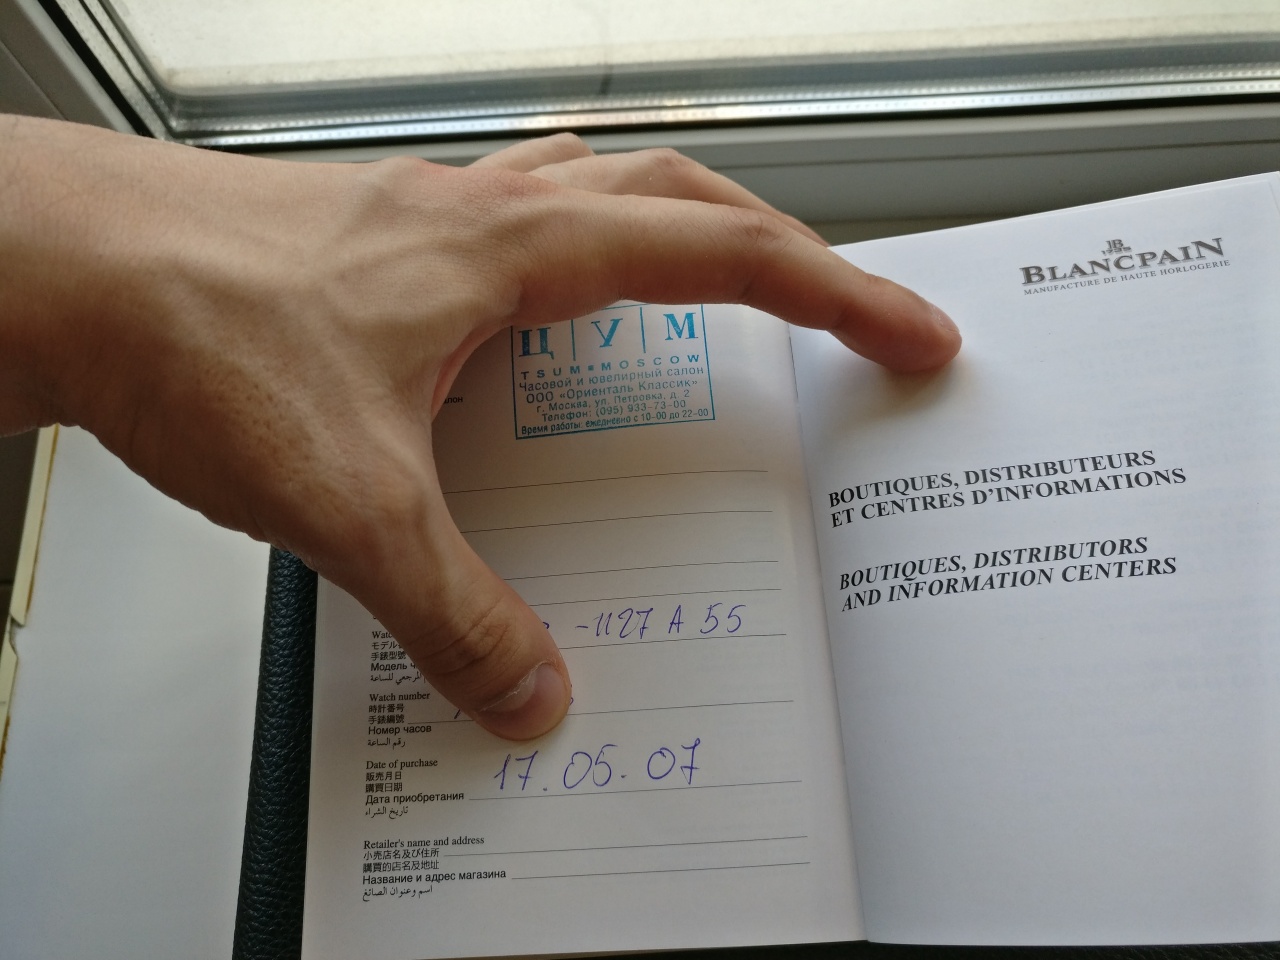 Ц У М
TSUM MOSCOW
Часовой и ювелирный салон
ООО «Ориенталь Классик»
г. Москва, ул. Петровка, д. 2
Телефон: (095) 933-73-00
Время работы: ежедневно с 10-00 до 22-00
-1127 A 55
モデル
手錶型號
Модель
Watch number
時計番号
手錶編號
Номер часов
رقم الساعة
Date of purchase
販売月日
購買日期
Дата приобретания
17.05.07
تاريخ الشراء
Retailer's name and address
小売店名及び住所
購買的店名及地址
Название и адрес магазина
اسم وعنوان الصائغ
JB
1735
BLANCPAIN
MANUFACTURE DE HAUTE HORLOGERIE
BOUTIQUES, DISTRIBUTEURS
ET CENTRES D'INFORMATIONS
BOUTIQUES, DISTRIBUTORS
AND INFORMATION CENTERS